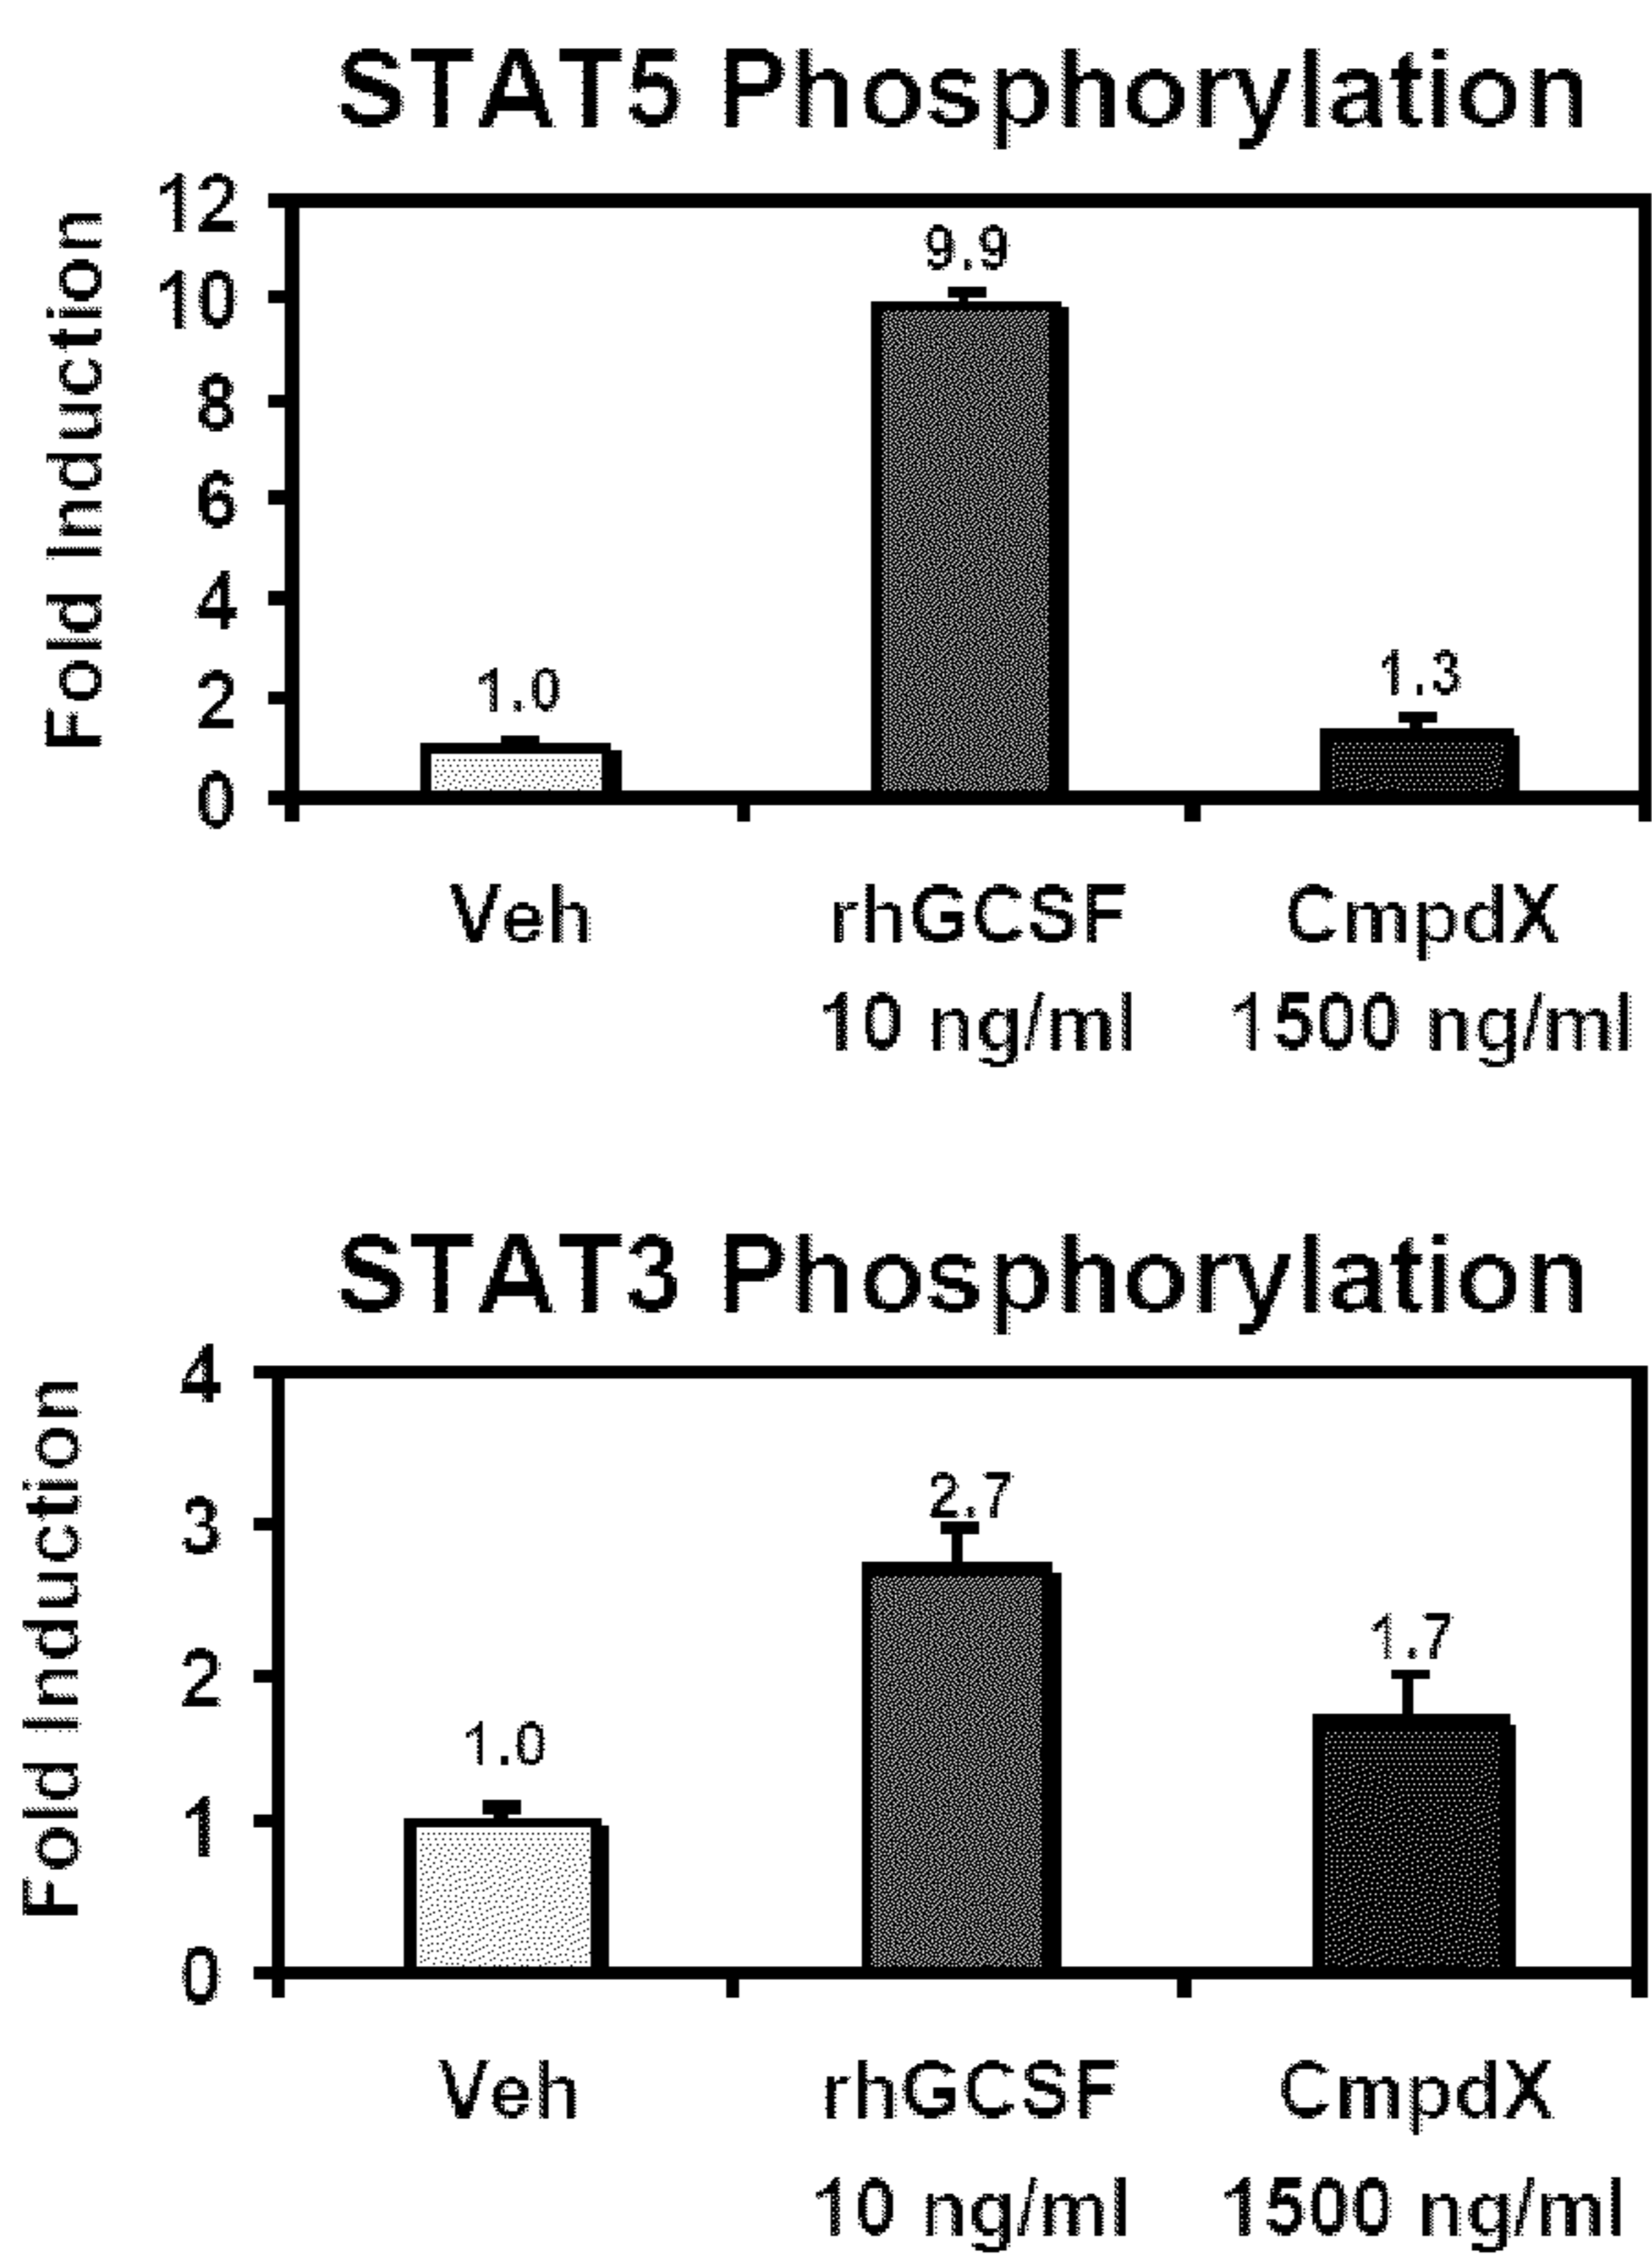 STAT5 Phosphorylation
Fold Induction
12
10
8
6
4
2
0
1.0
9.9
1.3
Veh
rhGCSF
10 ng/ml
CmpdX
1500 ng/ml
STAT3 Phosphorylation
Fold Induction
4
3
2
1
0
1.0
2.7
1.7
Veh
rhGCSF
10 ng/ml
CmpdX
1500 ng/ml